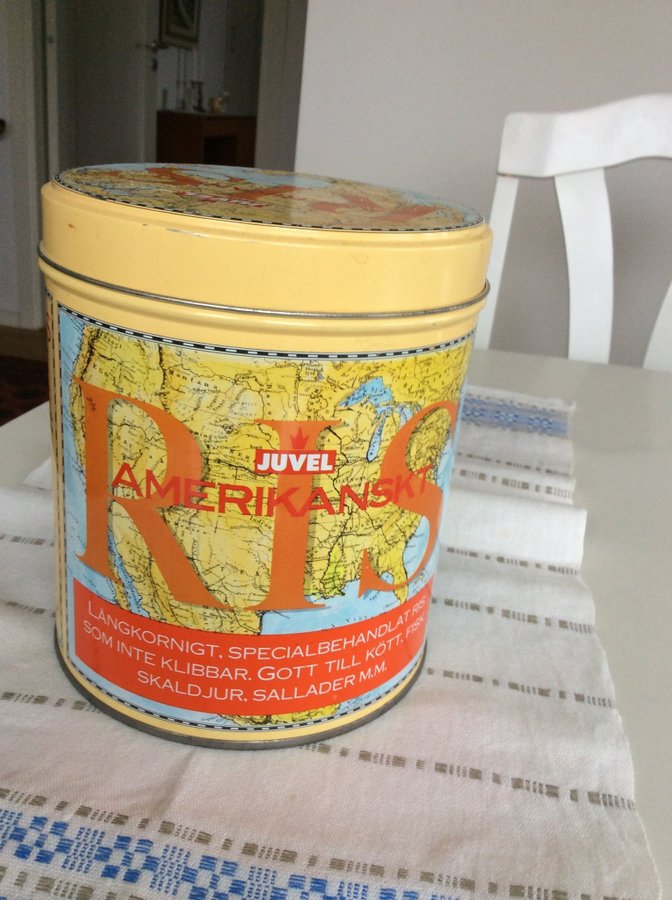 RIS
JUVEL
AMERIKANSKT
LÅNGKORNIGT, SPECIALBEHANDLAT RIS
SOM INTE KLIBBAR. GOTT TILL KÖTT, FISK
SKALDJUR, SALLADER M.M.